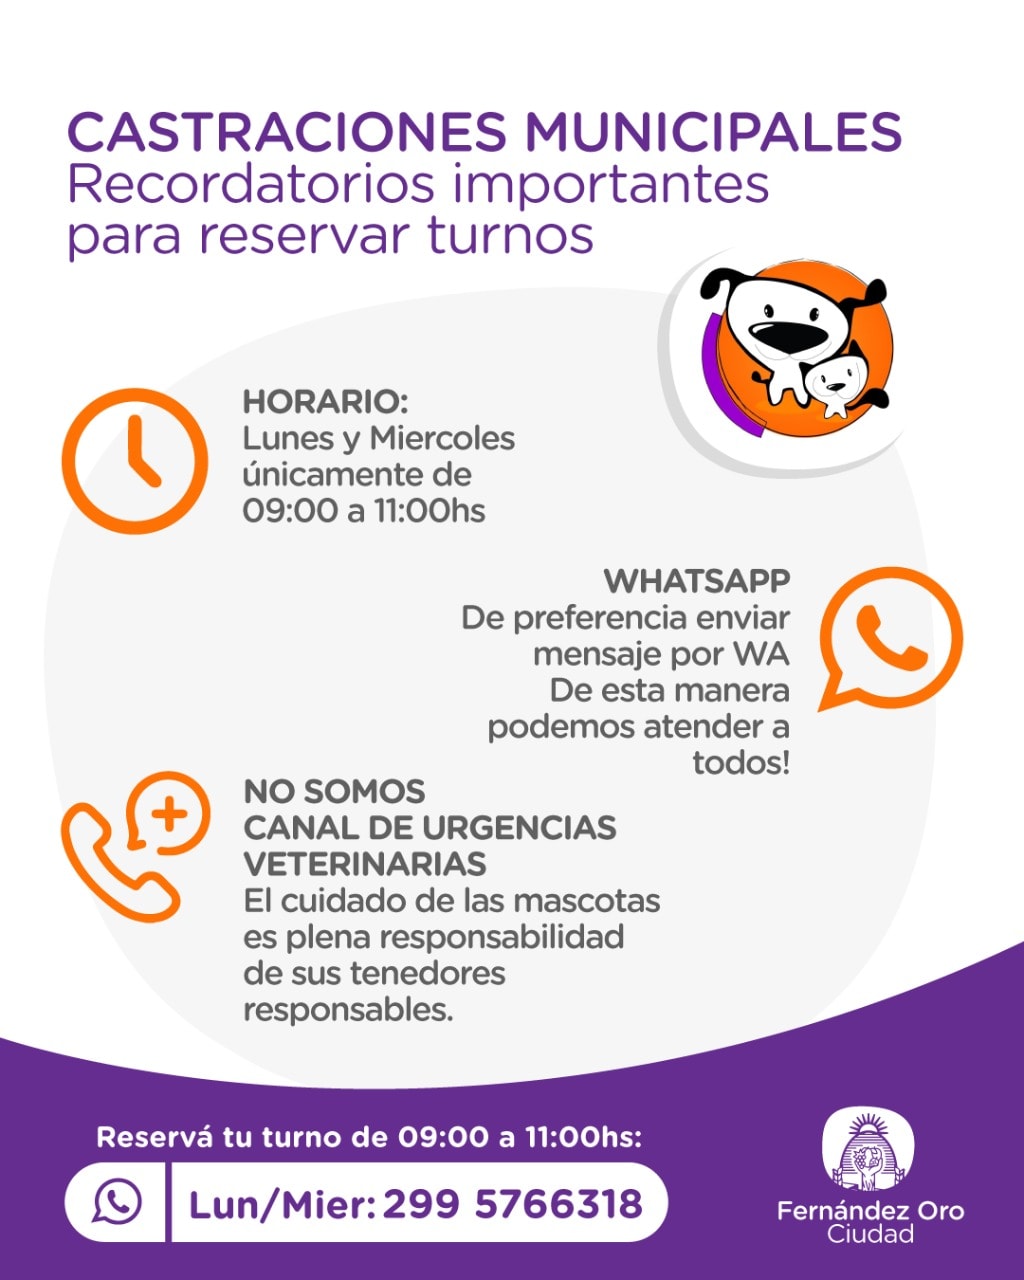 CASTRACIONES MUNICIPALES
Recordatorios importantes
para reservar turnos
HORARIO:
Lunes y Miercoles
únicamente de
09:00 a 11:00hs
WHATSAPP
De preferencia enviar
mensaje por WA
De esta manera
podemos atender a
todos!
NO SOMOS
CANAL DE URGENCIAS
VETERINARIAS
El cuidado de las mascotas
es plena responsabilidad
de sus tenedores
responsables.
Reservá tu turno de 09:00 a 11:00hs:
Lun/Mier: 299 5766318
Fernández Oro
Ciudad